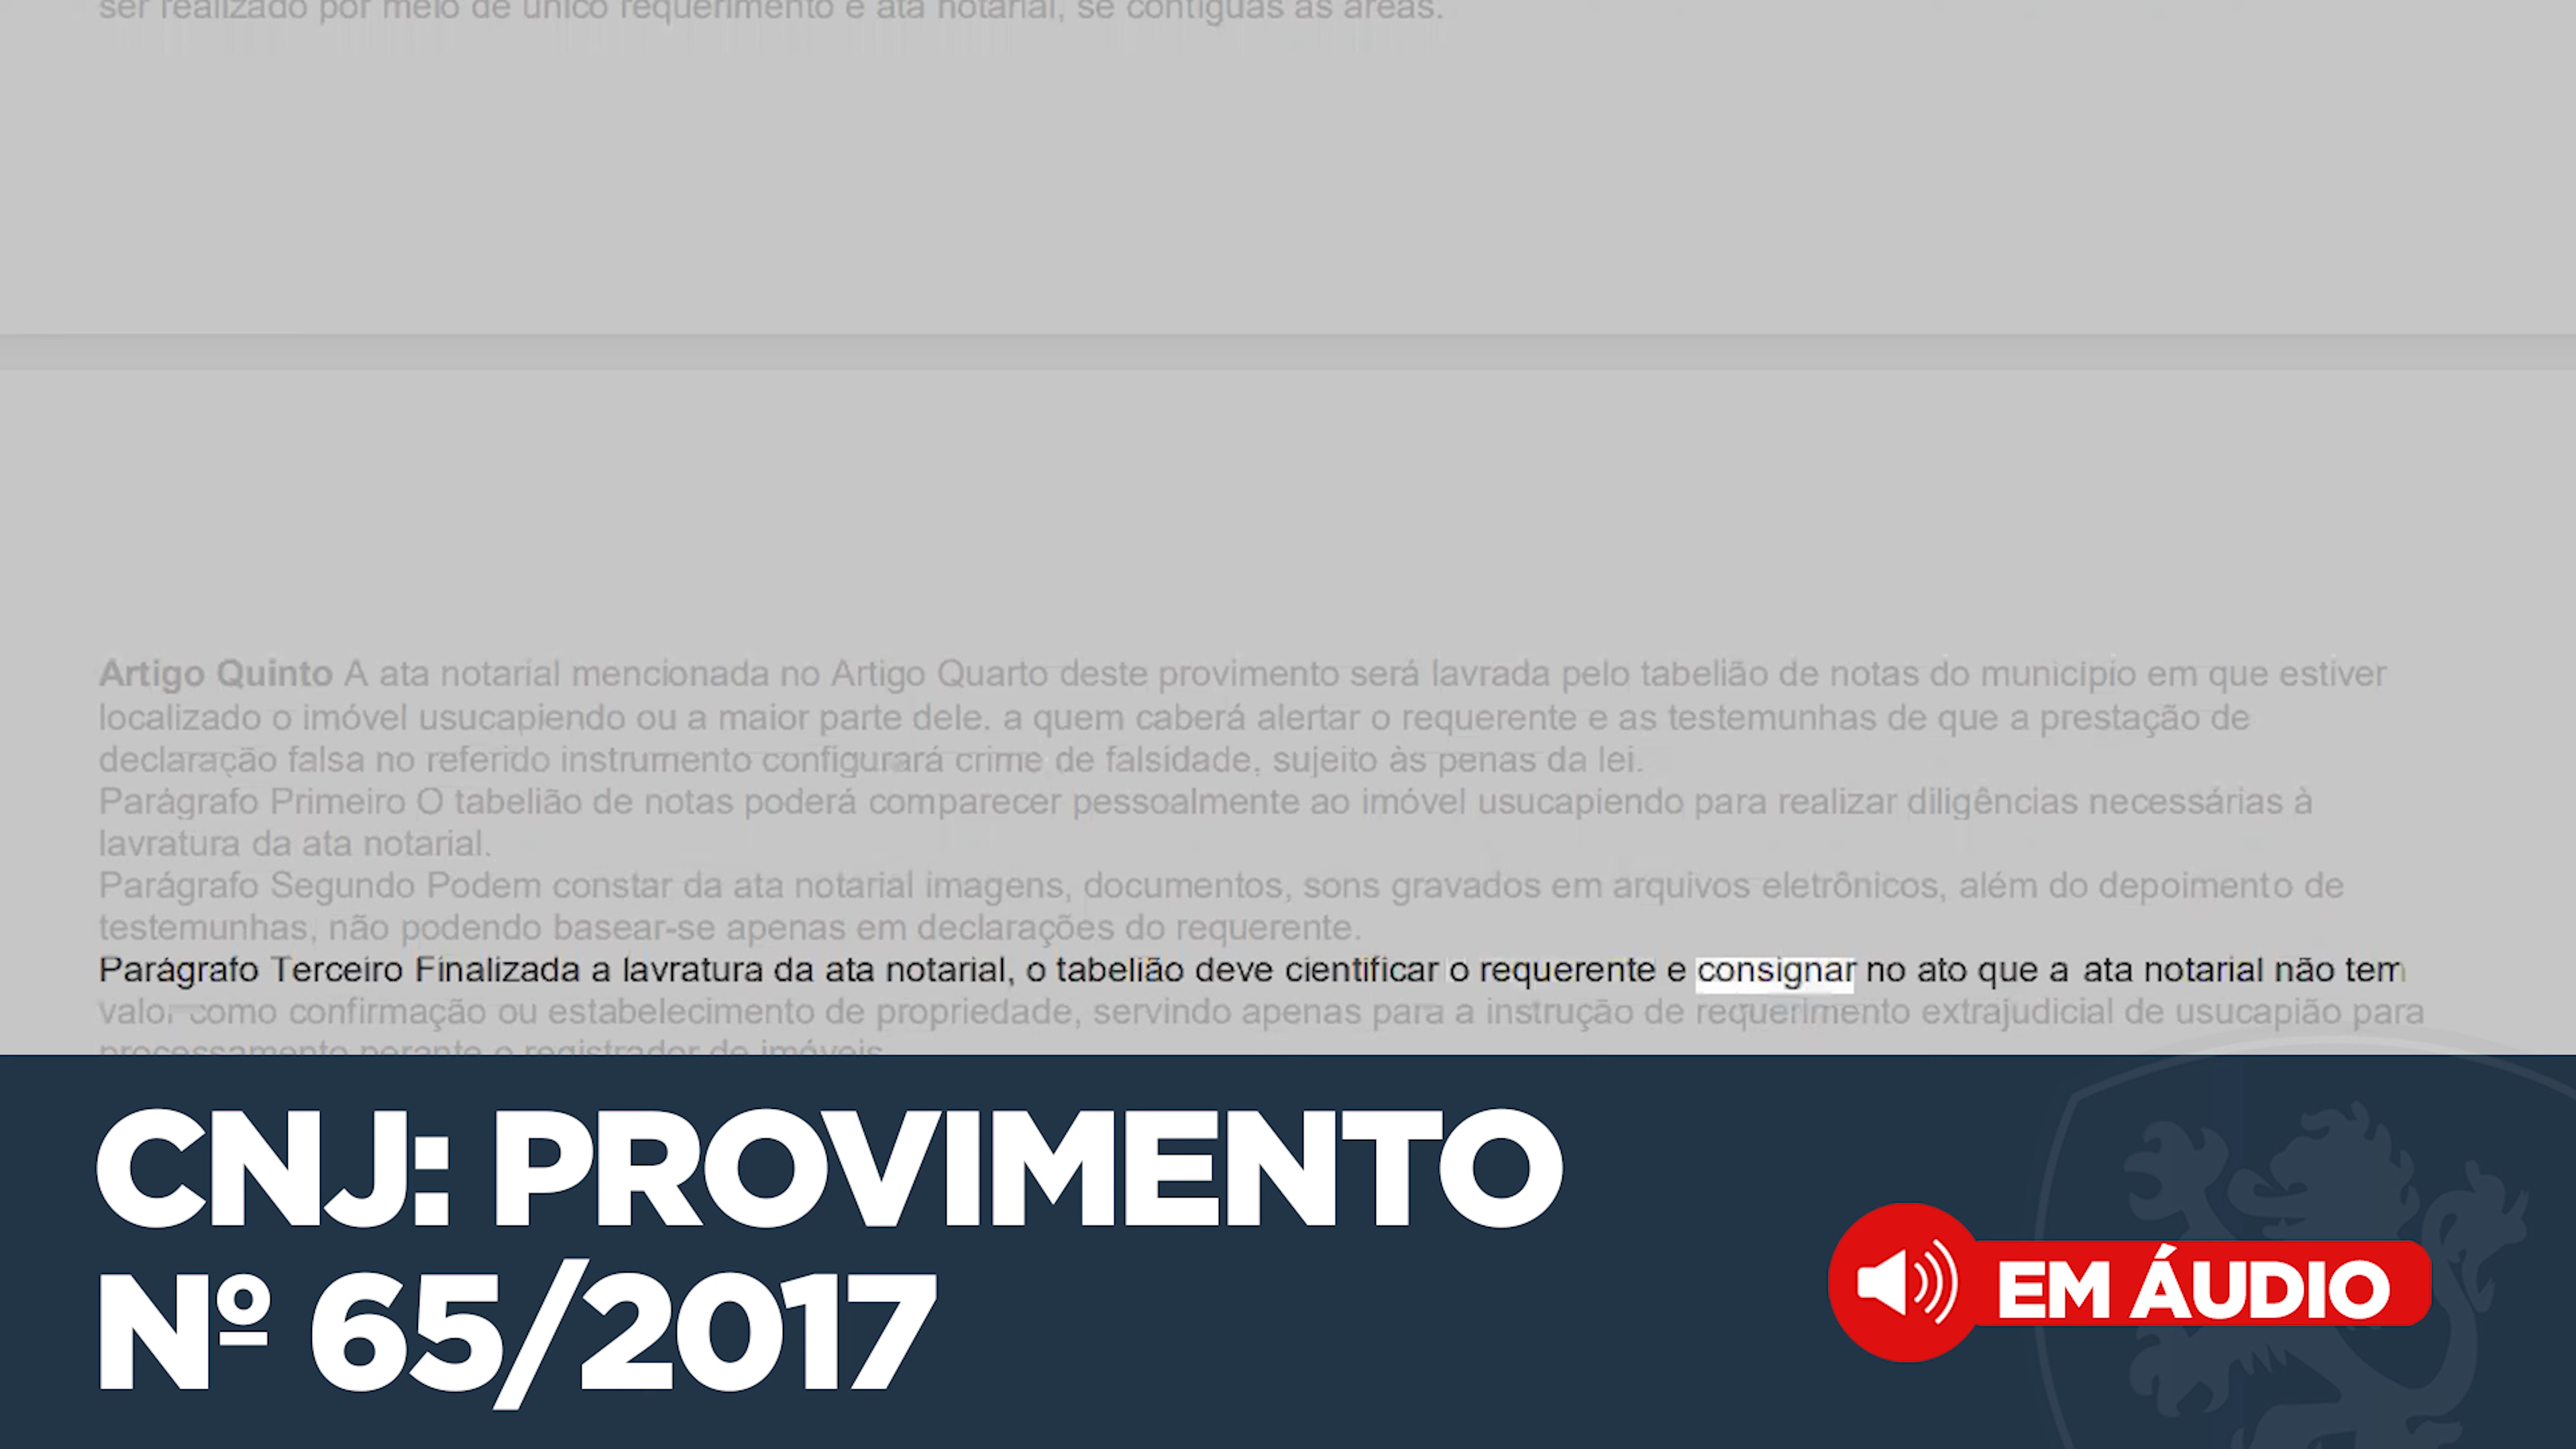 ser realizado por meio de único requerimento e ata notarial, se contíguas as áreas.
Artigo Quinto A ata notarial mencionada no Artigo Quarto deste provimento será lavrada pelo tabelião de notas do município em que estiver
localizado o imóvel usucapiendo ou a maior parte dele, a quem caberá alertar o requerente e as testemunhas de que a prestação de
declaração falsa no referido instrumento configurará crime de falsidade, sujeito às penas da lei.
Parágrafo Primeiro O tabelião de notas poderá comparecer pessoalmente ao imóvel usucapiendo para realizar diligências necessárias à
lavratura da ata notarial.
Parágrafo Segundo Podem constar da ata notarial imagens, documentos, sons gravados em arquivos eletrônicos, além do depoimento de
testemunhas, não podendo basear-se apenas em declarações do requerente.
Parágrafo Terceiro Finalizada a lavratura da ata notarial, o tabelião deve cientificar o requerente e consignar no ato que a ata notarial não tem
valor como confirmação ou estabelecimento de propriedade, servindo apenas para a instrução de requerimento extrajudicial de usucapião para
processamento perante o registrador de imóveis.
CNJ: PROVIMENTO
Nº 65/2017
EM ÁUDIO